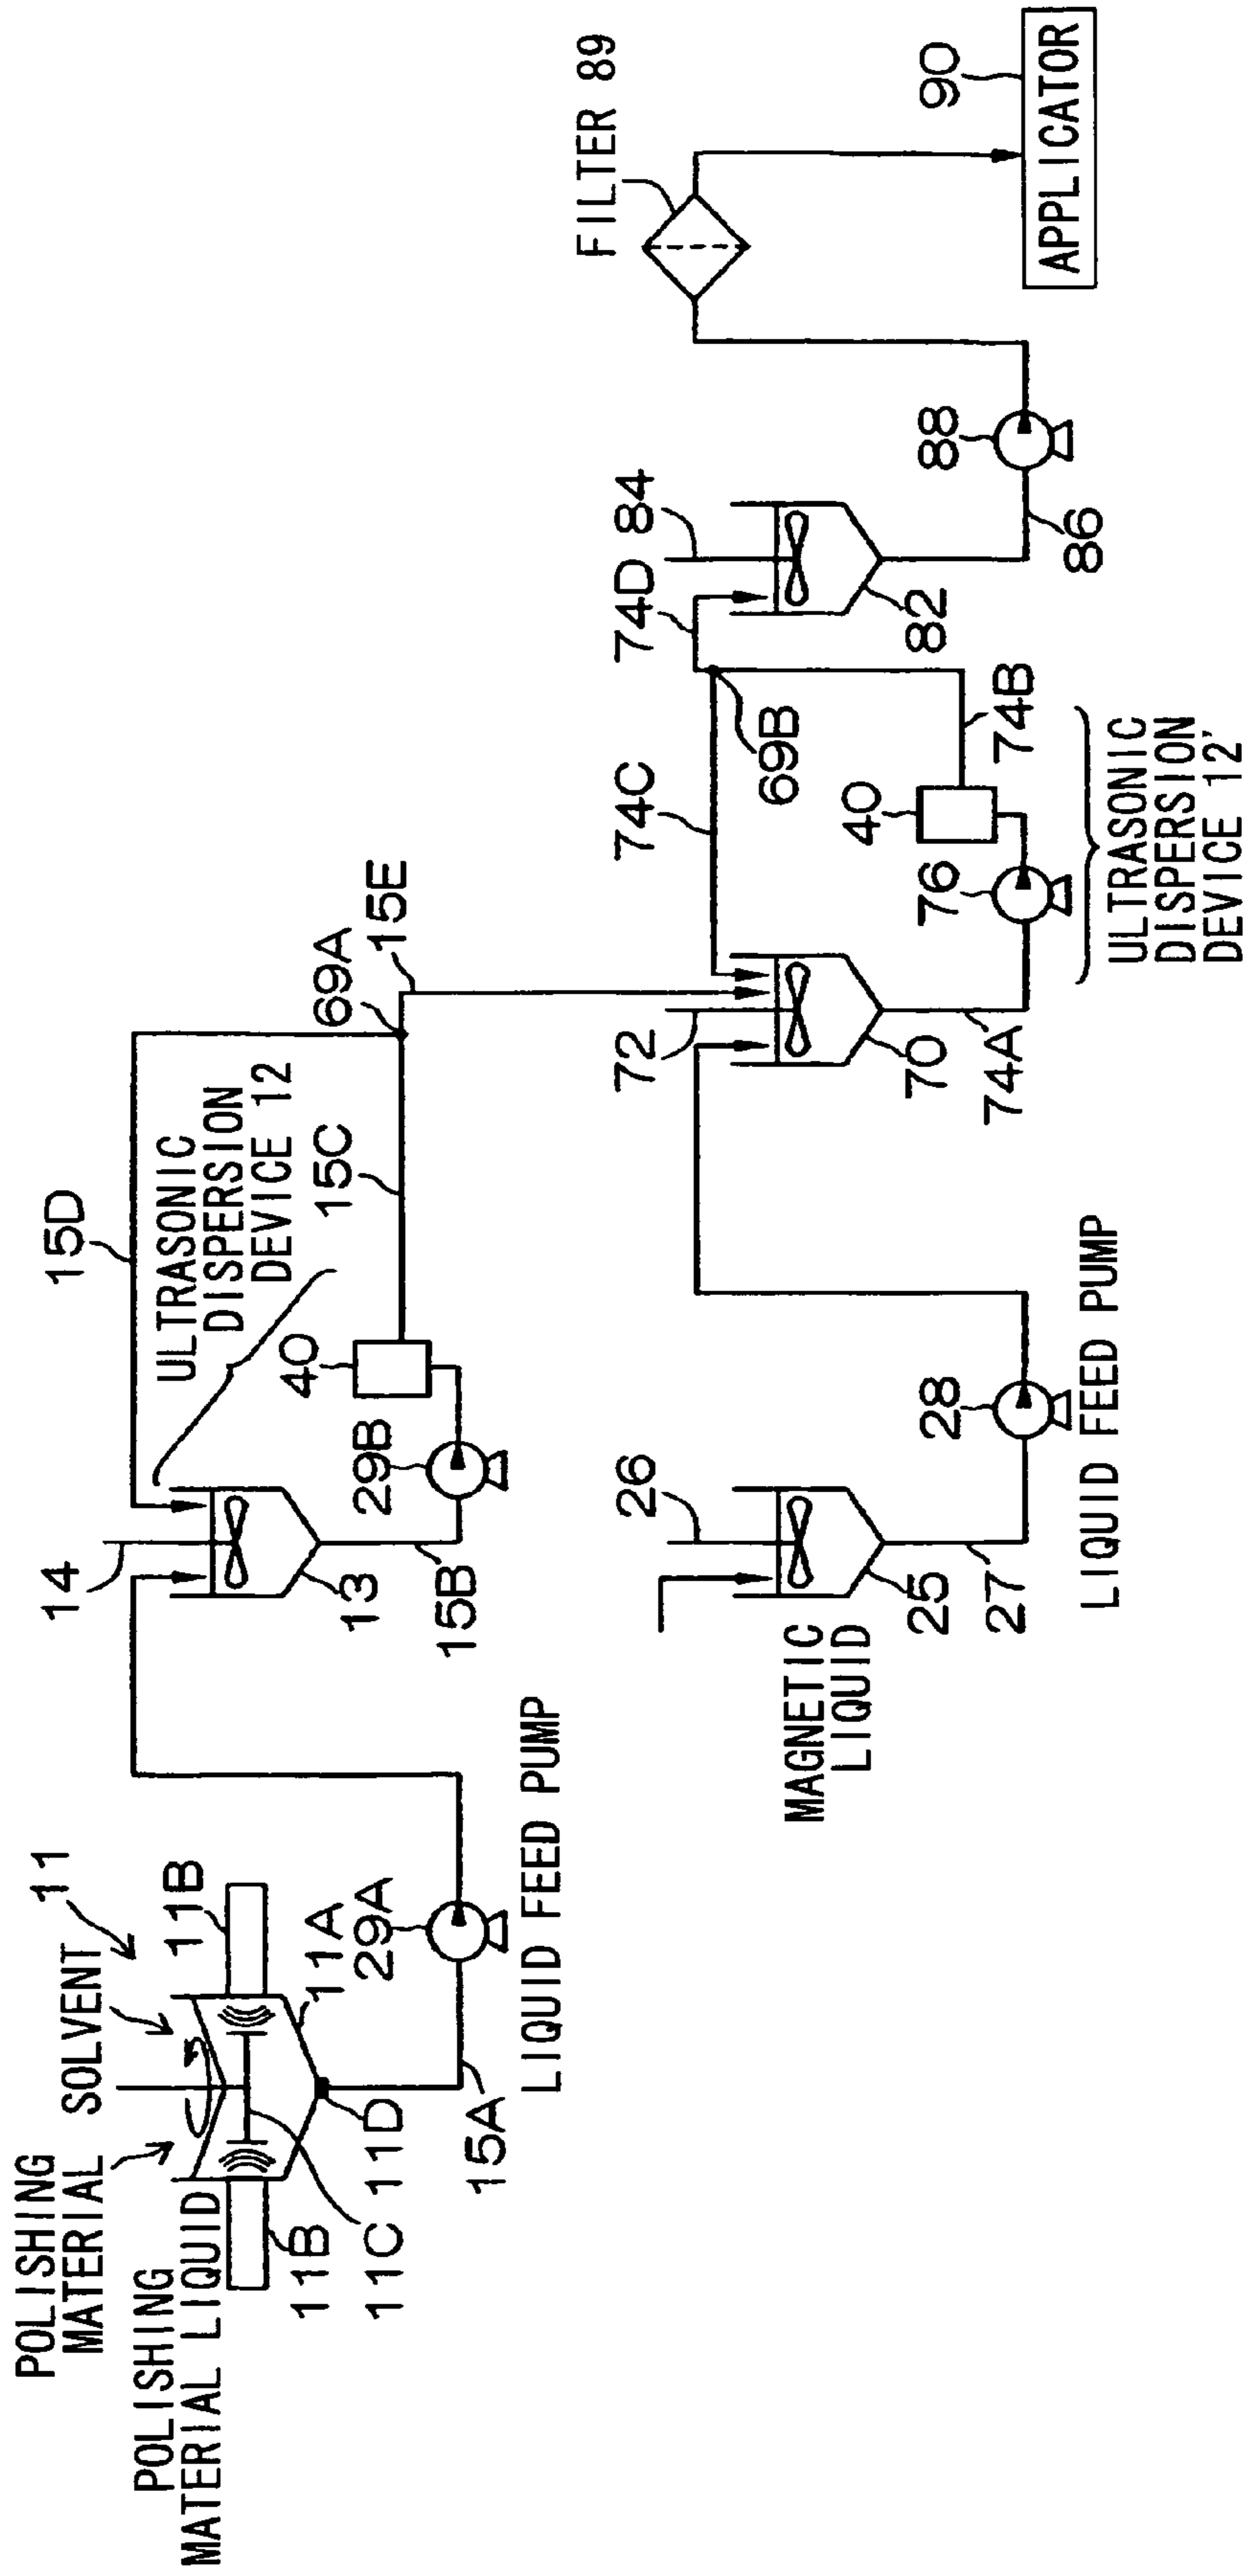 POLISHING
MATERIAL
SOLVENT
11
POLISHING
MATERIAL LIQUID
11B
11B
11A
11C
11D
29A
15A
LIQUID FEED PUMP
14
13
15B
29B
40
15C
15D
ULTRASONIC
DISPERSION
DEVICE 12
69A
15E
MAGNETIC
LIQUID
26
25
27
28
LIQUID FEED PUMP
72
70
74A
76
40
74B
74C
69B
74D
ULTRASONIC
DISPERSION
DEVICE 12'
84
82
86
88
FILTER 89
90
APPLICATOR